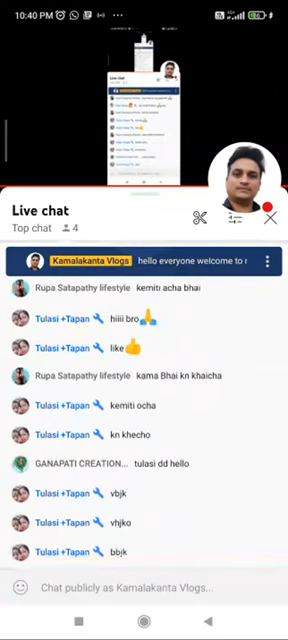 10:40 PM
Live chat
Top chat 4
Kamalakanta Vlogs hello everyone welcome to
Rupa Satapathy lifestyle kemiti acha bhai
Tulasi +Tapan hiiii bro🙏
Tulasi +Tapan like👍
Rupa Satapathy lifestyle kama Bhai kn khaicha
Tulasi +Tapan kemiti ocha
Tulasi +Tapan kn khecho
GANAPATI CREATION... tulasi dd hello
Tulasi +Tapan vbjk
Tulasi +Tapan vhjko
Tulasi +Tapan bbjk
Chat publicly as Kamalakanta Vlogs...